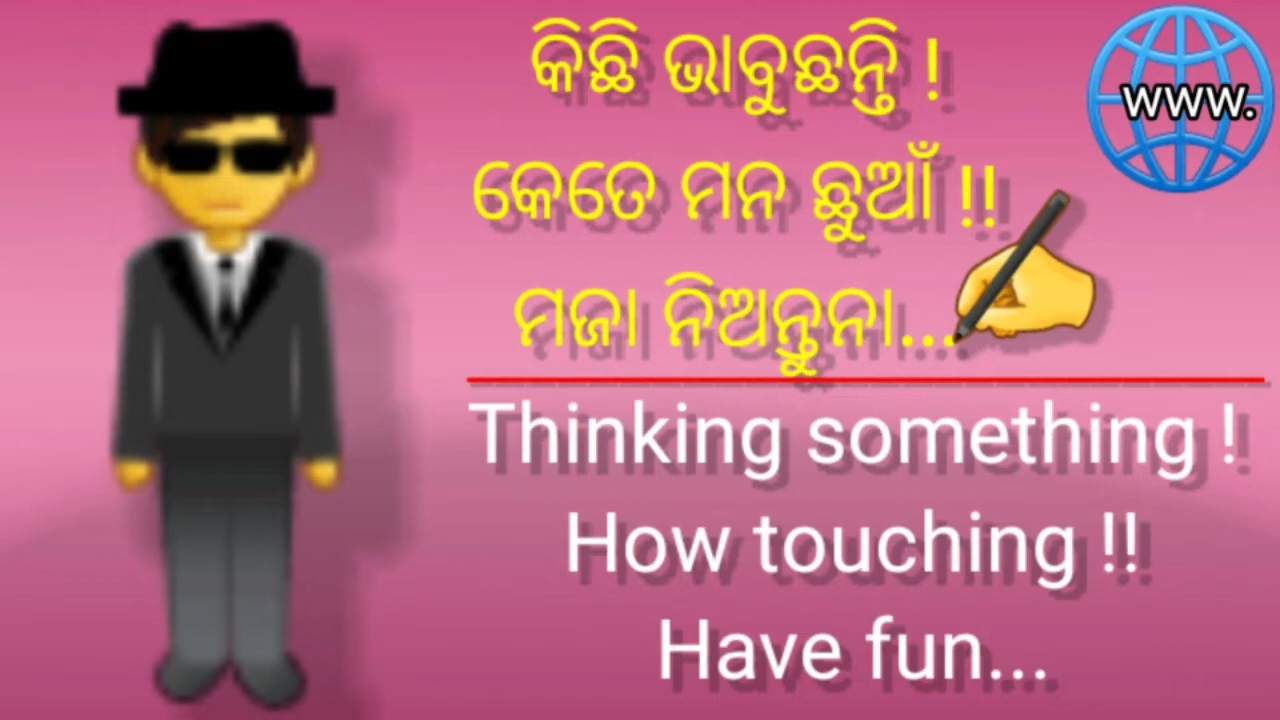 କିଛି ଭାବୁଛନ୍ତି !
www.
କେତେ ମନ ଛୁଆଁ !!
ମଜା ନିଅନ୍ତୁନା...
Thinking something !
How touching !!
Have fun...